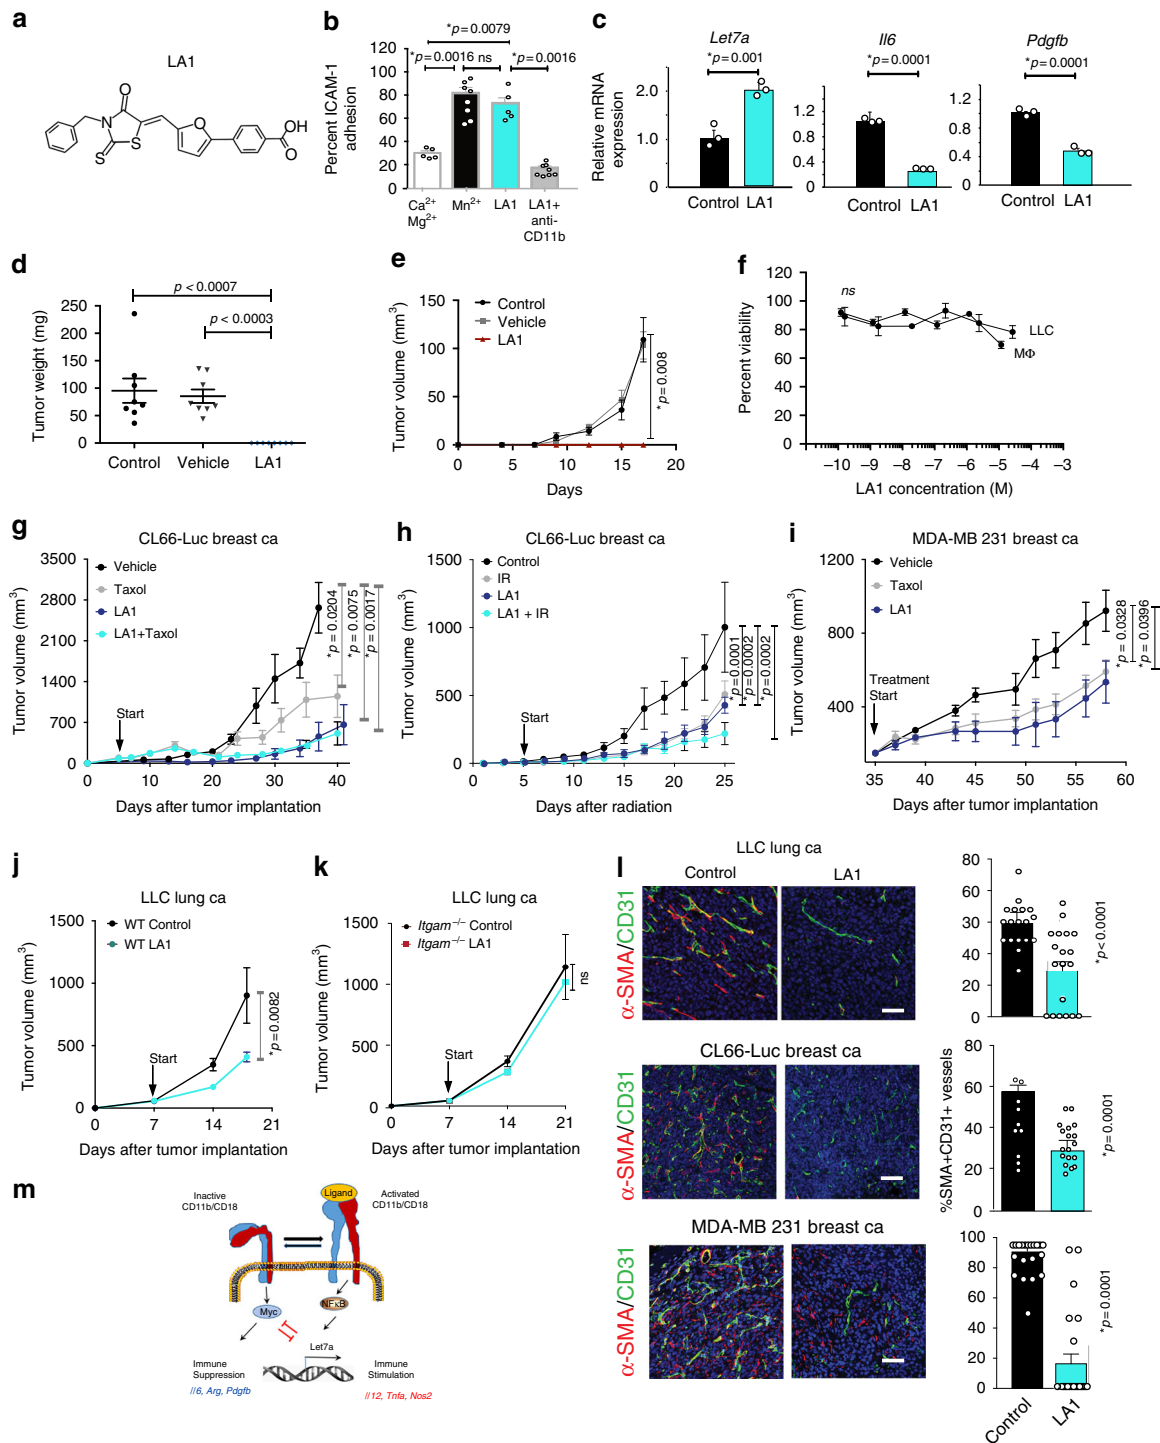 a
LA1
O
N
S
S
O
OH
O
b
*p = 0.0079
*p = 0.0016 ns *p = 0.0016
Percent ICAM-1
adhesion
120
100
80
60
40
20
0
Ca2+
Mg2+
Mn2+
LA1
LA1+
anti-
CD11b
c
Let7a
*p = 0.001
Relative mRNA
expression
2.0
1.0
0
Control LA1
Il6
*p = 0.0001
1.2
0.8
0.4
0
Control LA1
Pdgfb
*p = 0.0001
1.2
0.4
0
Control LA1
d
p < 0.0007
p < 0.0003
Tumor weight (mg)
250
200
150
100
50
0
Control Vehicle LA1
e
Control
Vehicle
LA1
Tumor volume (mm3)
150
100
50
0
*p = 0.008
0 5 10 15 20
Days
f
Percent viability
120
100
80
60
40
20
0
ns
LLC
MΦ
−10 −9 −8 −7 −6 −5 −4 −3
LA1 concentration (M)
g
CL66-Luc breast ca
Vehicle
Taxol
LA1
LA1+Taxol
Tumor volume (mm3)
3500
2800
2100
1400
700
0
Start
*p = 0.0204
*p = 0.0075
*p = 0.0017
0 10 20 30 40
Days after tumor implantation
h
CL66-Luc breast ca
Control
IR
LA1
LA1 + IR
Tumor volume (mm3)
1500
1000
500
0
Start
*p = 0.0001
*p = 0.0002
*p = 0.0002
0 5 10 15 20 25
Days after radiation
i
MDA-MB 231 breast ca
Vehicle
Taxol
LA1
Tumor volume (mm3)
1200
800
400
Treatment
Start
*p = 0.0328
*p = 0.0396
35 40 45 50 55 60
Days after tumor implantation
j
LLC lung ca
WT Control
WT LA1
Tumor volume (mm3)
1500
1000
500
0
Start
*p = 0.0082
0 7 14 21
Days after tumor implantation
k
LLC lung ca
Itgam−/− Control
Itgam−/− LA1
Tumor volume (mm3)
1500
1000
500
0
Start
ns
0 7 14 21
Days after tumor implantation
l
LLC lung ca
Control LA1
α-SMA/CD31
80
60
40
20
0
*p < 0.0001
CL66-Luc breast ca
α-SMA/CD31
%SMA+CD31+ vessels
80
60
40
20
0
*p = 0.0001
MDA-MB 231 breast ca
α-SMA/CD31
100
80
60
40
20
0
*p = 0.0001
Control LA1
m
Inactive
CD11b/CD18
Ligand
Activated
CD11b/CD18
Myc
NFκB
Let7a
Immune
Suppression
Il6, Arg, Pdgfb
Immune
Stimulation
Il12, Tnfa, Nos2